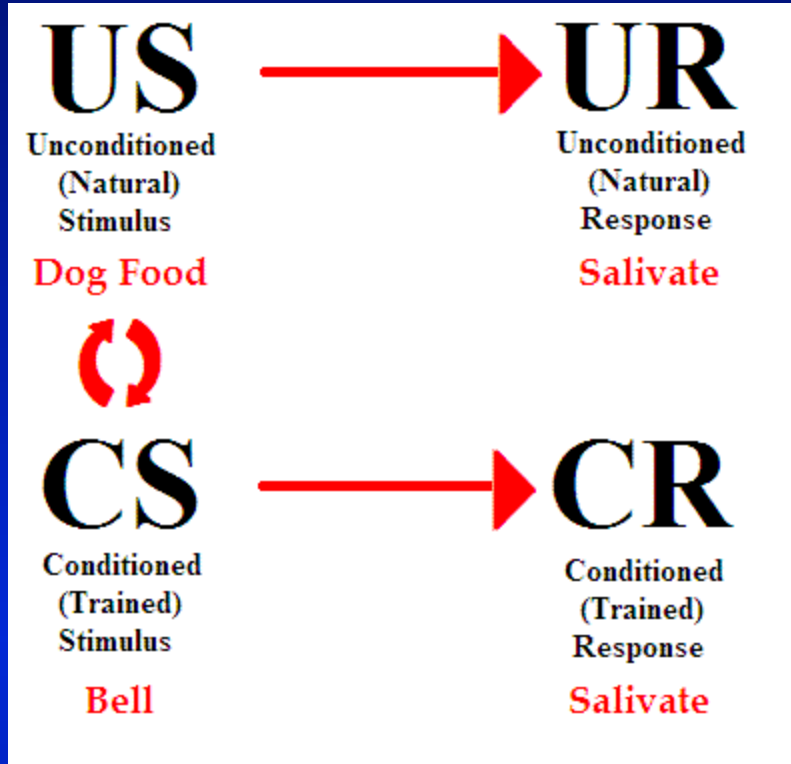 US
Unconditioned
(Natural)
Stimulus
Dog Food
UR
Unconditioned
(Natural)
Response
Salivate
CS
Conditioned
(Trained)
Stimulus
Bell
CR
Conditioned
(Trained)
Response
Salivate